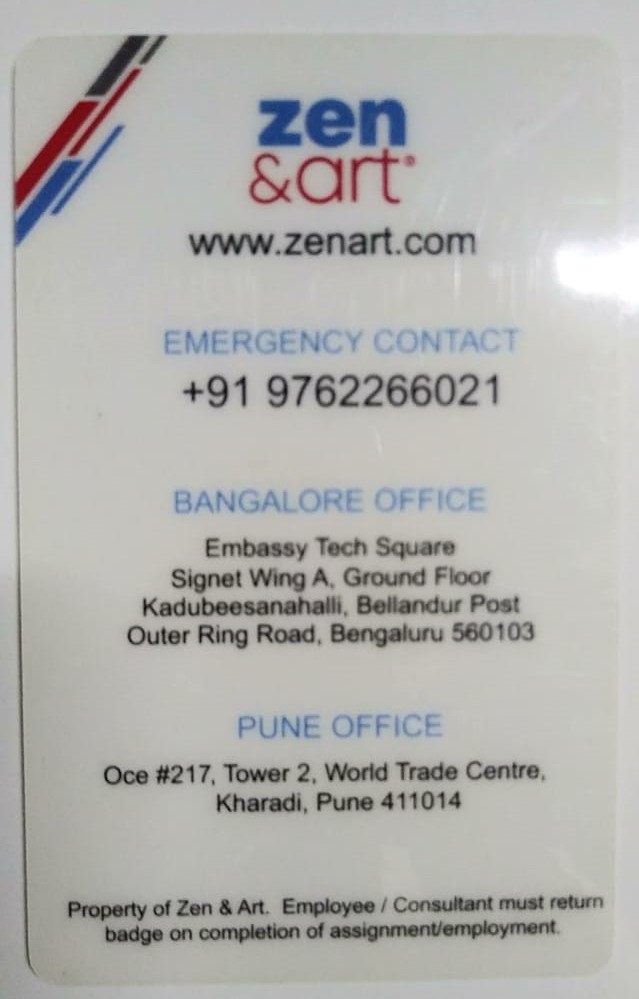 zen
&art®
www.zenart.com
EMERGENCY CONTACT
+91 9762266021
BANGALORE OFFICE
Embassy Tech Square
Signet Wing A, Ground Floor
Kadubeesanahalli, Bellandur Post
Outer Ring Road, Bengaluru 560103
PUNE OFFICE
Oce #217, Tower 2, World Trade Centre,
Kharadi, Pune 411014
Property of Zen & Art. Employee / Consultant must return
badge on completion of assignment/employment.